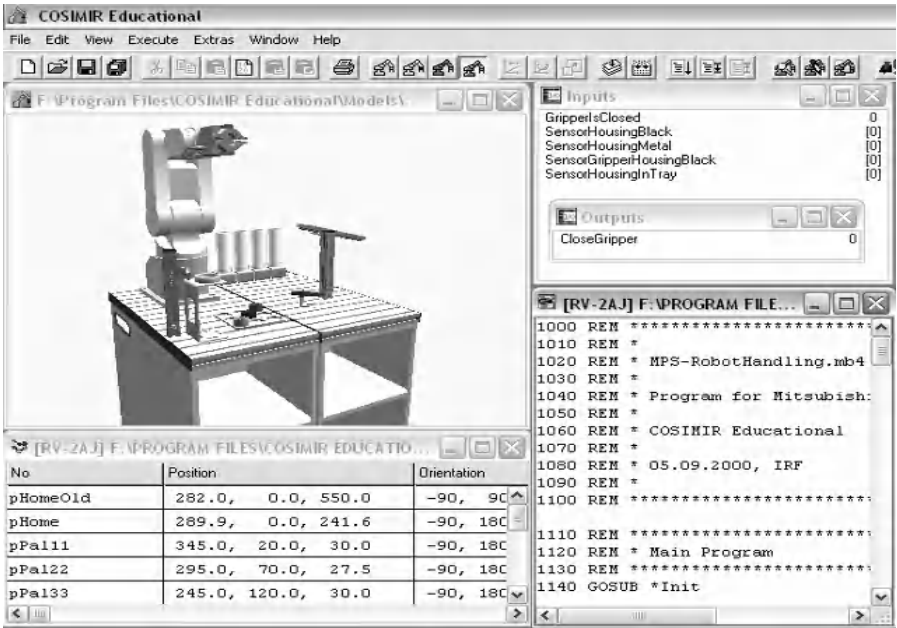 COSIMIR Educational
File Edit View Execute Extras Window Help
F:\Program Files\COSIMIR Educational\Models\
Inputs
GripperIsClosed 0
SensorHousingBlack [0]
SensorHousingMetal [0]
SensorGripperHousingBlack [0]
SensorHousingInTray [0]
Outputs
CloseGripper 0
[RV-2AJ] F:\PROGRAM FILES\COSIMIR EDUCATIO...
No Position Orientation
pHomeOld 282.0, 0.0, 550.0 -90, 90
pHome 289.9, 0.0, 241.6 -90, 180
pPal11 345.0, 20.0, 30.0 -90, 180
pPal22 295.0, 70.0, 27.5 -90, 180
pPal33 245.0, 120.0, 30.0 -90, 180
[RV-2AJ] F:\PROGRAM FILE...
1000 REM *************************
1010 REM *
1020 REM * MPS-RobotHandling.mb4
1030 REM *
1040 REM * Program for Mitsubishi
1050 REM *
1060 REM * COSIMIR Educational
1070 REM *
1080 REM * 05.09.2000, IRF
1090 REM *
1100 REM *************************
1110 REM *************************
1120 REM * Main Program
1130 REM *************************
1140 GOSUB *Init